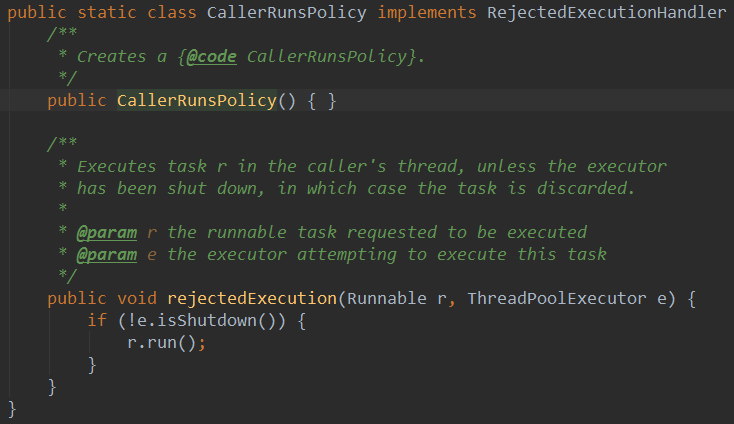 public static class CallerRunsPolicy implements RejectedExecutionHandler
/**
* Creates a {@code CallerRunsPolicy}.
*/
public CallerRunsPolicy() { }
/**
* Executes task r in the caller's thread, unless the executor
* has been shut down, in which case the task is discarded.
*
* @param r the runnable task requested to be executed
* @param e the executor attempting to execute this task
*/
public void rejectedExecution(Runnable r, ThreadPoolExecutor e) {
if (!e.isShutdown()) {
r.run();
}
}
}